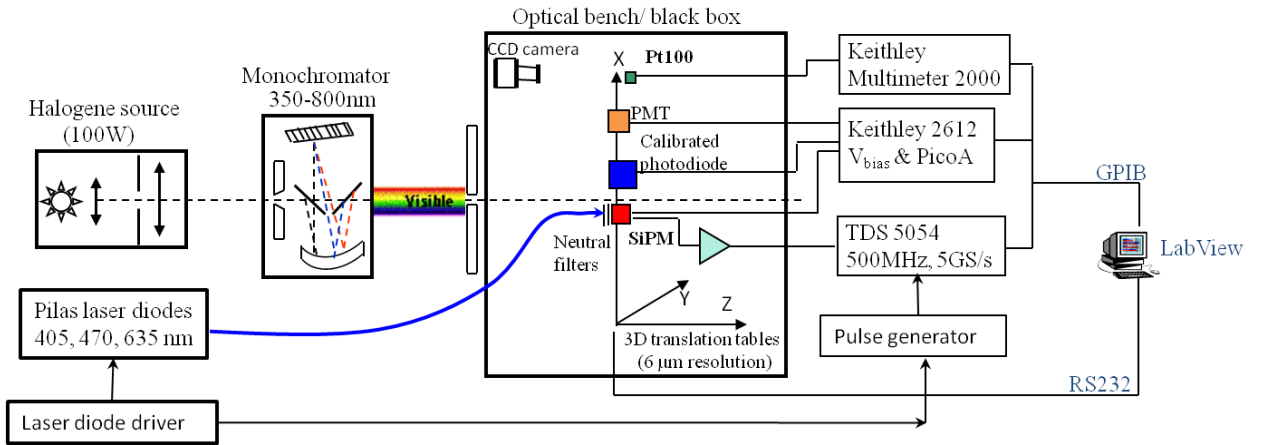 Optical bench/ black box
CCD camera
X
Pt100
Keithley
Multimeter 2000
Monochromator
350-800nm
Halogene source
(100W)
PMT
Calibrated
photodiode
Keithley 2612
Vbias & PicoA
GPIB
Visible
SiPM
Neutral
filters
TDS 5054
500MHz, 5GS/s
LabView
Y
Z
Pilas laser diodes
405, 470, 635 nm
3D translation tables
(6 µm resolution)
Pulse generator
RS232
Laser diode driver